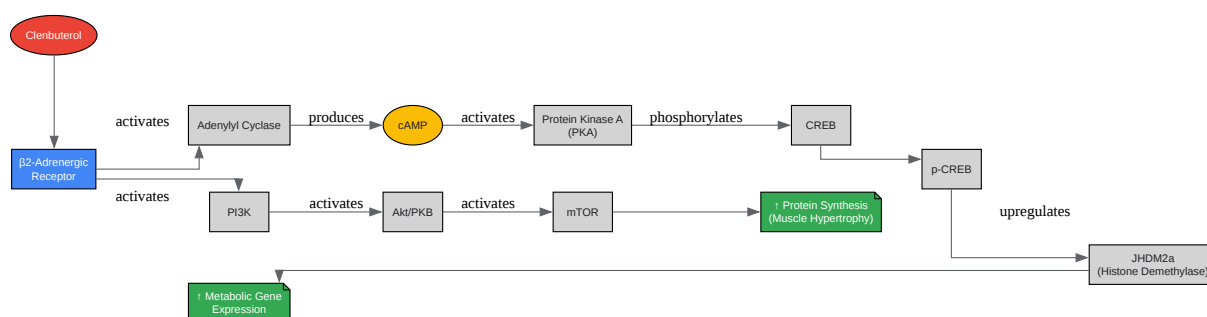 Clenbuterol
activates
Adenylyl Cyclase
produces
cAMP
activates
Protein Kinase A
(PKA)
phosphorylates
CREB
β2-Adrenergic
Receptor
p-CREB
activates
PI3K
activates
Akt/PKB
activates
mTOR
↑ Protein Synthesis
(Muscle Hypertrophy)
upregulates
JHDM2a
(Histone Demethylase)
↑ Metabolic Gene
Expression